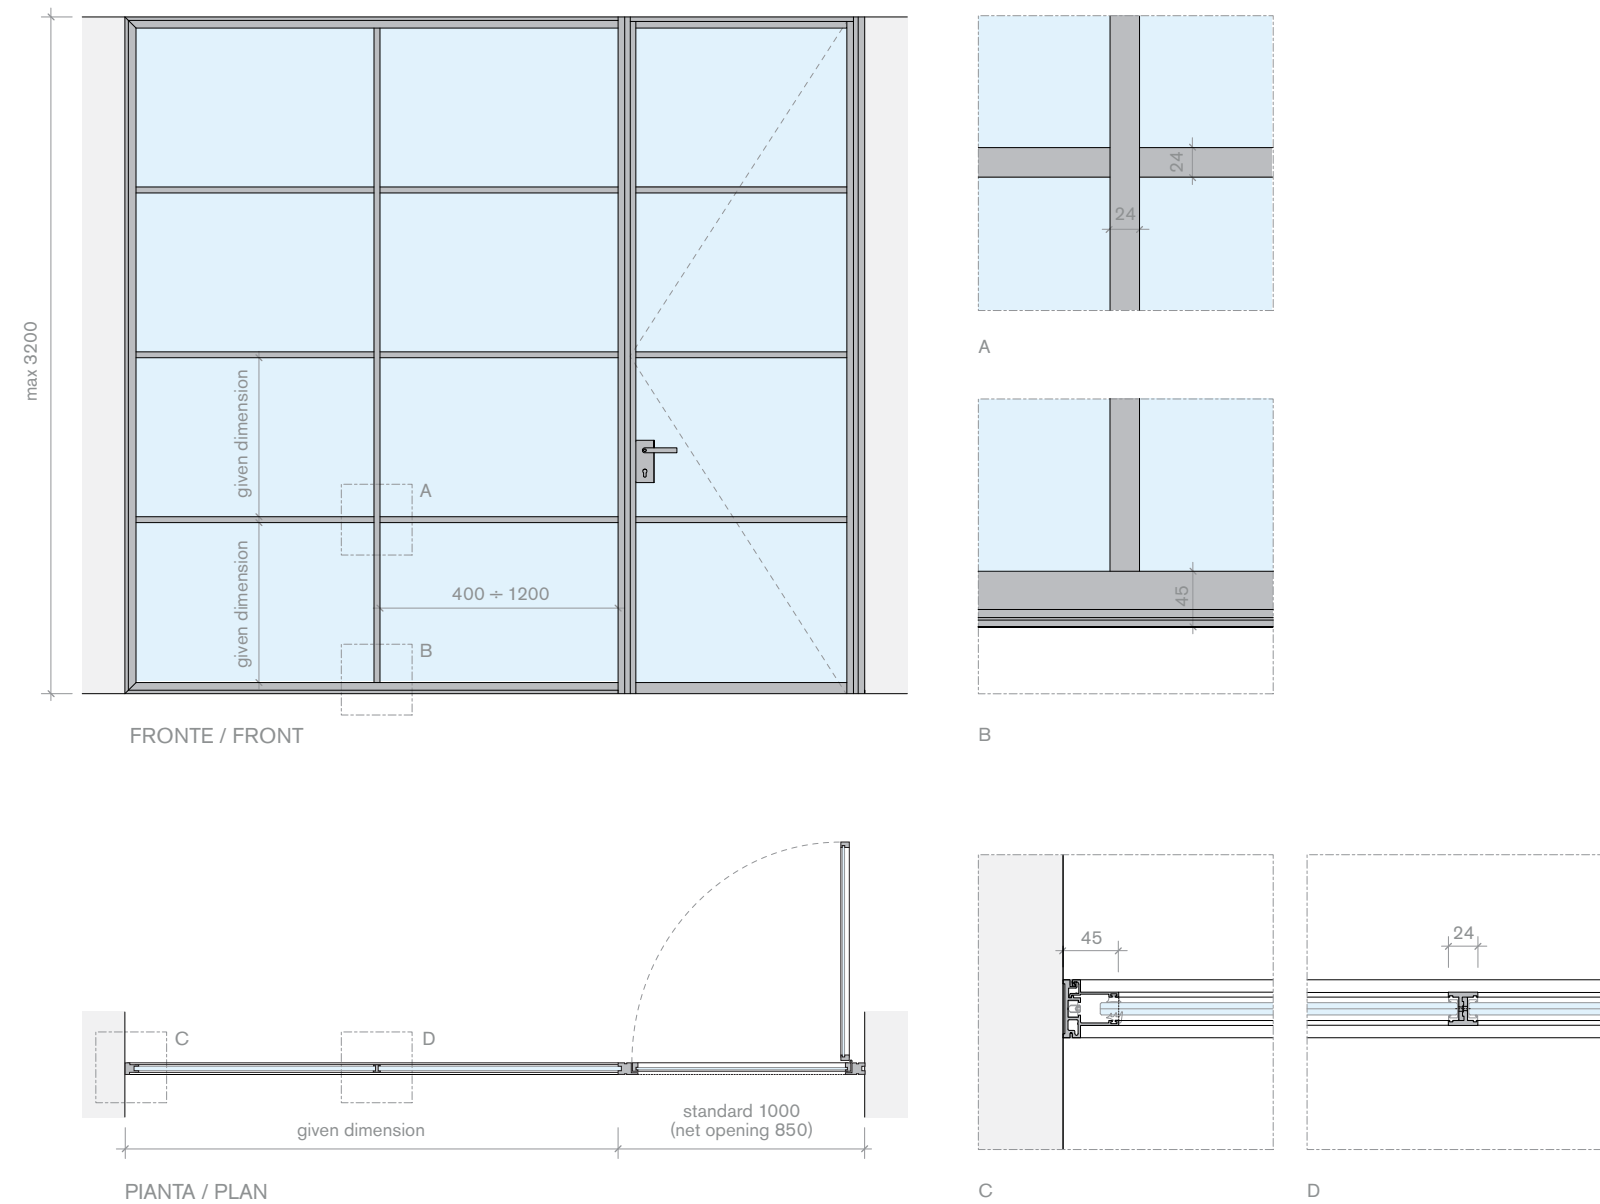 max 3200
given dimension
given dimension
A
400 ÷ 1200
B
FRONTE / FRONT
24
24
A
45
B
C
D
given dimension
standard 1000
(net opening 850)
PIANTA / PLAN
45
C
24
D